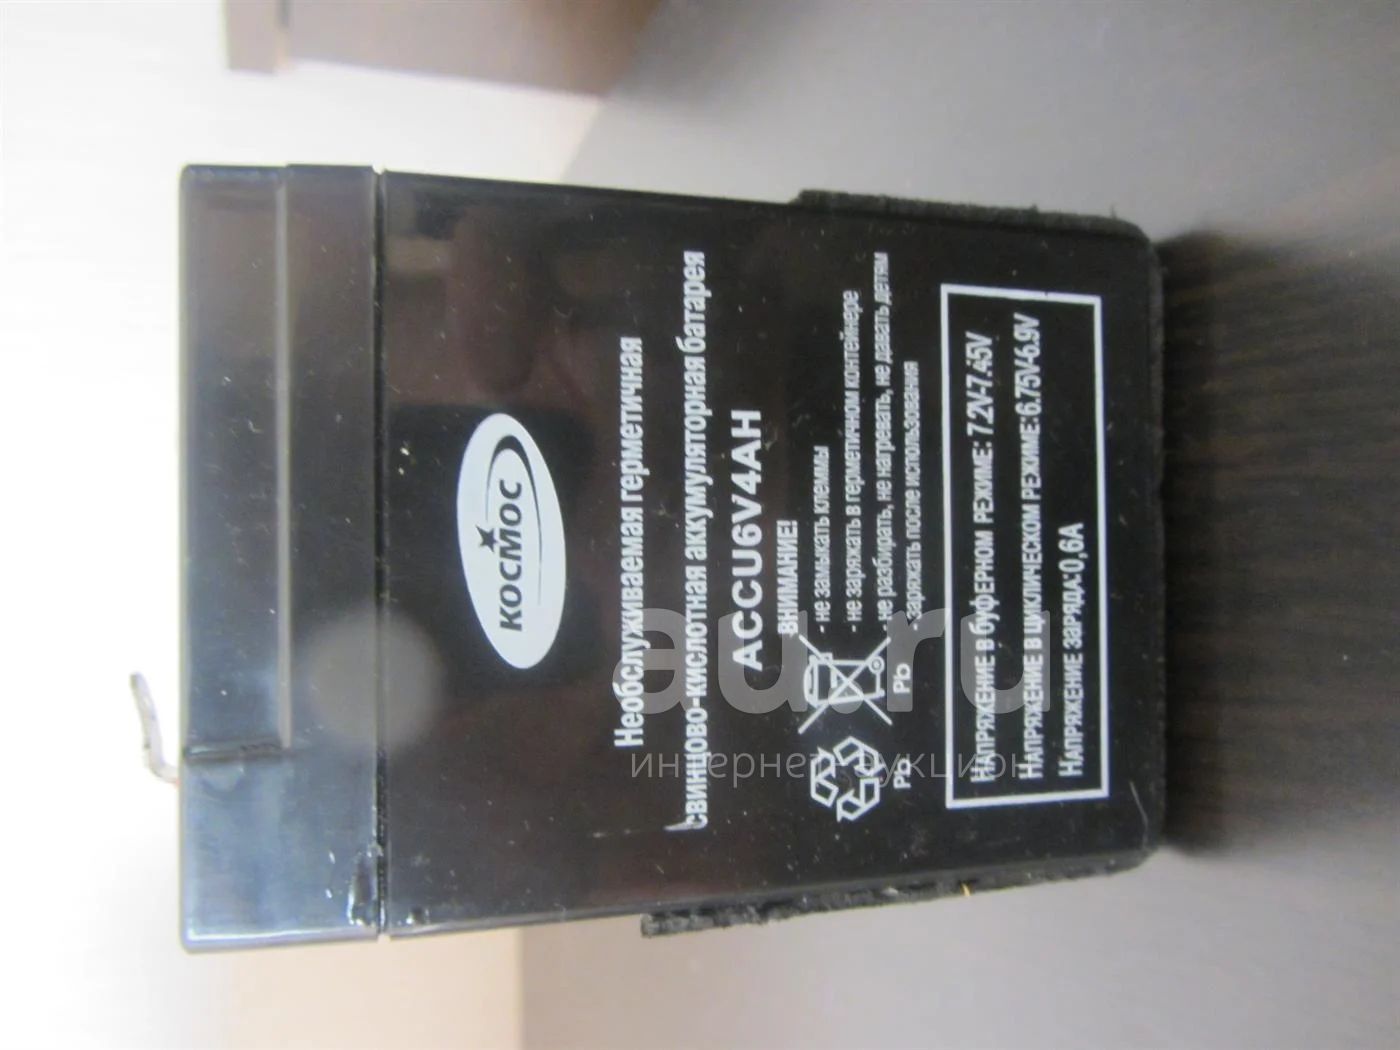 КОСМОС
Необслуживаемая герметичная
свинцово-кислотная аккумуляторная батарея
ACCU6V4AH
ВНИМАНИЕ!
- не замыкать клеммы
- не заряжать в герметичном контейнере
- не разбирать, не нагревать, не давать детям
- заряжать после использования
Pb Pb
НАПРЯЖЕНИЕ В БУФЕРНОМ РЕЖИМЕ: 7.2V-7.45V
НАПРЯЖЕНИЕ В ЦИКЛИЧЕСКОМ РЕЖИМЕ: 6.75V-6.9V
НАПРЯЖЕНИЕ ЗАРЯДА: 0,6А
au.ru
интернет аукцион